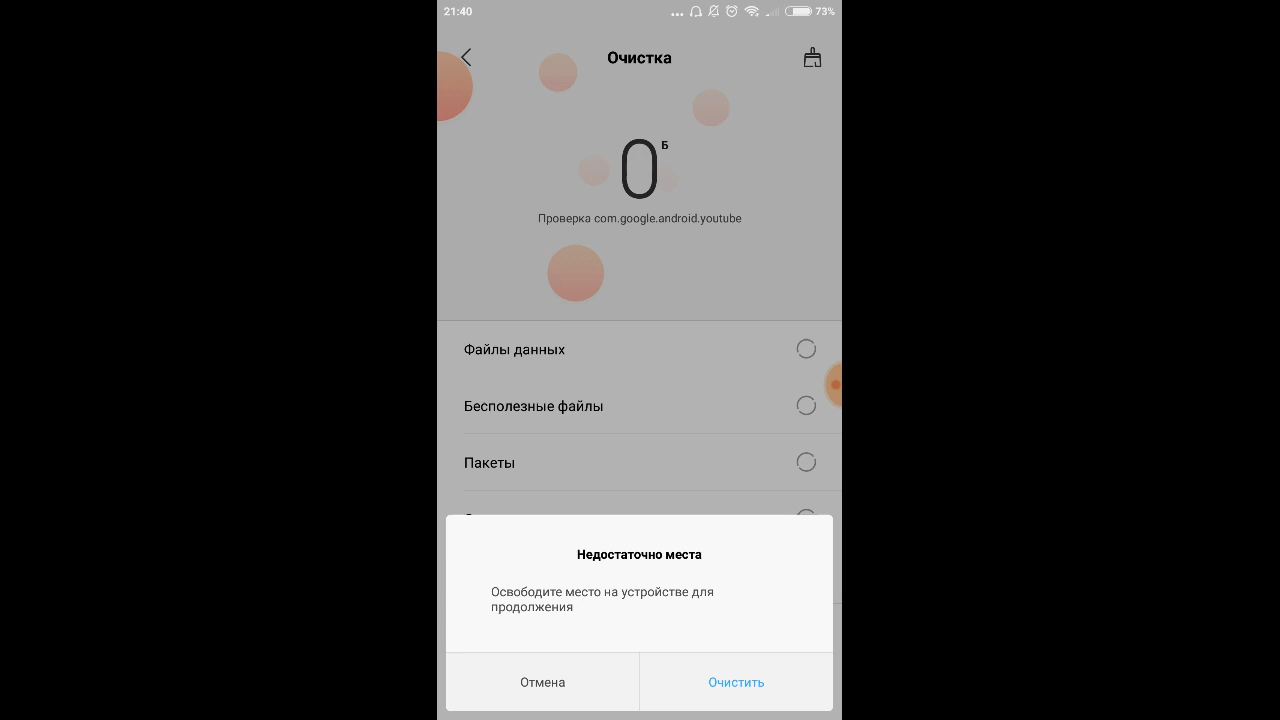 21:40
73%
Очистка
0 Б
Проверка com.google.android.youtube
Файлы данных
Бесполезные файлы
Пакеты
Недостаточно места
Освободите место на устройстве для
продолжения
Отмена
Очистить